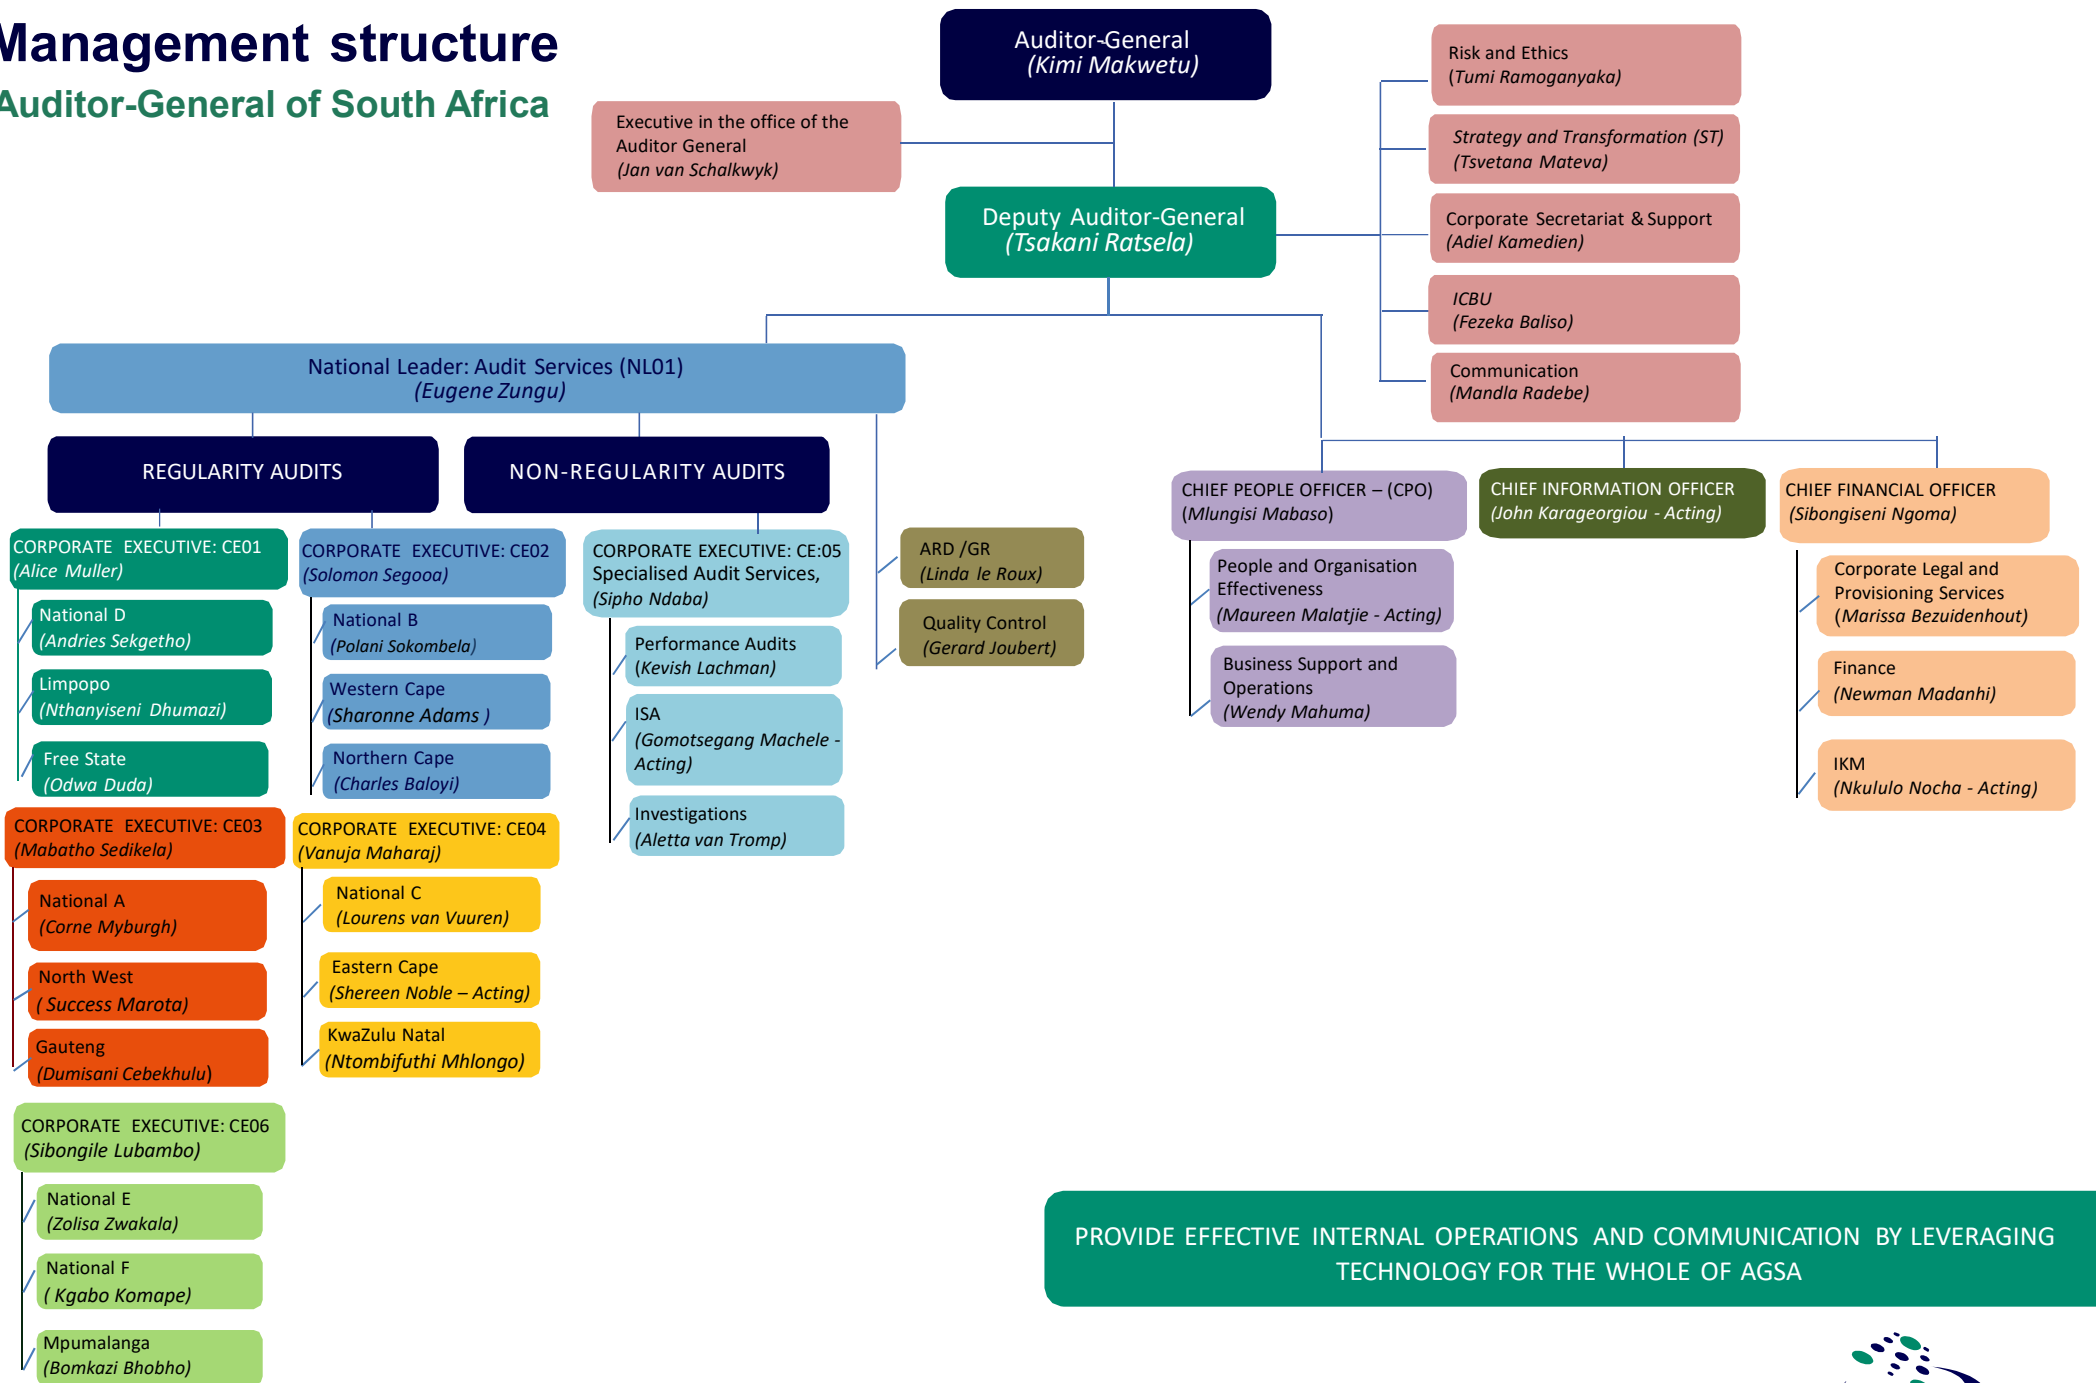 Management structure
Auditor-General of South Africa
Auditor-General
(Kimi Makwetu)
Executive in the office of the
Auditor General
(Jan van Schalkwyk)
Deputy Auditor-General
(Tsakani Ratsela)
Risk and Ethics
(Tumi Ramoganyaka)
Strategy and Transformation (ST)
(Tsvetana Mateva)
Corporate Secretariat & Support
(Adiel Kamedien)
ICBU
(Fezeka Baliso)
Communication
(Mandla Radebe)
National Leader: Audit Services (NL01)
(Eugene Zungu)
REGULARITY AUDITS
NON-REGULARITY AUDITS
CORPORATE EXECUTIVE: CE01
(Alice Muller)
National D
(Andries Sekgetho)
Limpopo
(Nthanyiseni Dhumazi)
Free State
(Odwa Duda)
CORPORATE EXECUTIVE: CE02
(Solomon Segooa)
National B
(Polani Sokombela)
Western Cape
(Sharonne Adams )
Northern Cape
(Charles Baloyi)
CORPORATE EXECUTIVE: CE:05
Specialised Audit Services,
(Sipho Ndaba)
Performance Audits
(Kevish Lachman)
ISA
(Gomotsegang Machele -
Acting)
Investigations
(Aletta van Tromp)
ARD /GR
(Linda le Roux)
Quality Control
(Gerard Joubert)
CHIEF PEOPLE OFFICER – (CPO)
(Mlungisi Mabaso)
People and Organisation
Effectiveness
(Maureen Malatjie - Acting)
Business Support and
Operations
(Wendy Mahuma)
CHIEF INFORMATION OFFICER
(John Karageorgiou - Acting)
CHIEF FINANCIAL OFFICER
(Sibongiseni Ngoma)
Corporate Legal and
Provisioning Services
(Marissa Bezuidenhout)
Finance
(Newman Madanhi)
IKM
(Nkululo Nocha - Acting)
CORPORATE EXECUTIVE: CE03
(Mabatho Sedikela)
National A
(Corne Myburgh)
North West
( Success Marota)
Gauteng
(Dumisani Cebekhulu)
CORPORATE EXECUTIVE: CE04
(Vanuja Maharaj)
National C
(Lourens van Vuuren)
Eastern Cape
(Shereen Noble – Acting)
KwaZulu Natal
(Ntombifuthi Mhlongo)
CORPORATE EXECUTIVE: CE06
(Sibongile Lubambo)
National E
(Zolisa Zwakala)
National F
( Kgabo Komape)
Mpumalanga
(Bomkazi Bhobho)
PROVIDE EFFECTIVE INTERNAL OPERATIONS AND COMMUNICATION BY LEVERAGING
TECHNOLOGY FOR THE WHOLE OF AGSA